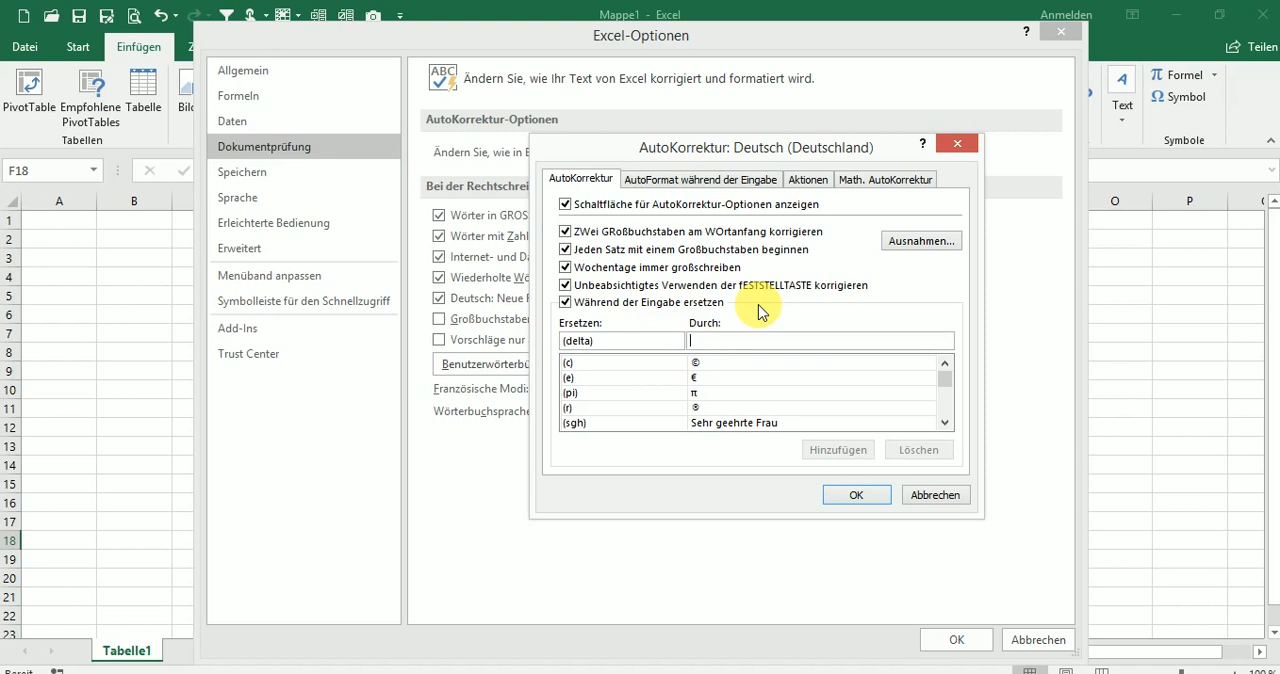 Mappe1 - Excel
Anmelden
Datei
Start
Einfügen
Z
Teilen
PivotTable
Empfohlene PivotTables
Tabelle
Bild
Text
Formel
Symbol
Tabellen
Symbole
F18
A B O P
1
2
3
4
5
6
7
8
9
10
11
12
13
14
15
16
17
18
19
20
21
22
23
Excel-Optionen
?
Allgemein
Formeln
Daten
Dokumentprüfung
Speichern
Sprache
Erleichterte Bedienung
Erweitert
Menüband anpassen
Symbolleiste für den Schnellzugriff
Add-Ins
Trust Center
ABC
Ändern Sie, wie Ihr Text von Excel korrigiert und formatiert wird.
AutoKorrektur-Optionen
Ändern Sie, wie in E
Bei der Rechtschrei
Wörter in GROS
Wörter mit Zahl
Internet- und Da
Wiederholte Wö
Deutsch: Neue F
Großbuchstaben
Vorschläge nur
Benutzerwörterbü
Französische Modi:
Wörterbuchsprache
AutoKorrektur: Deutsch (Deutschland)
?
AutoKorrektur
AutoFormat während der Eingabe
Aktionen
Math. AutoKorrektur
Schaltfläche für AutoKorrektur-Optionen anzeigen
ZWei GRoßbuchstaben am WOrtanfang korrigieren
Ausnahmen...
Jeden Satz mit einem Großbuchstaben beginnen
Wochentage immer großschreiben
Unbeabsichtigtes Verwenden der fESTSTELLTASTE korrigieren
Während der Eingabe ersetzen
Ersetzen: Durch:
(delta)
(c) ©
(e) €
(pi) π
(r) ®
(sgh) Sehr geehrte Frau
Hinzufügen
Löschen
OK
Abbrechen
OK
Abbrechen
Tabelle1
Bereit
100 %